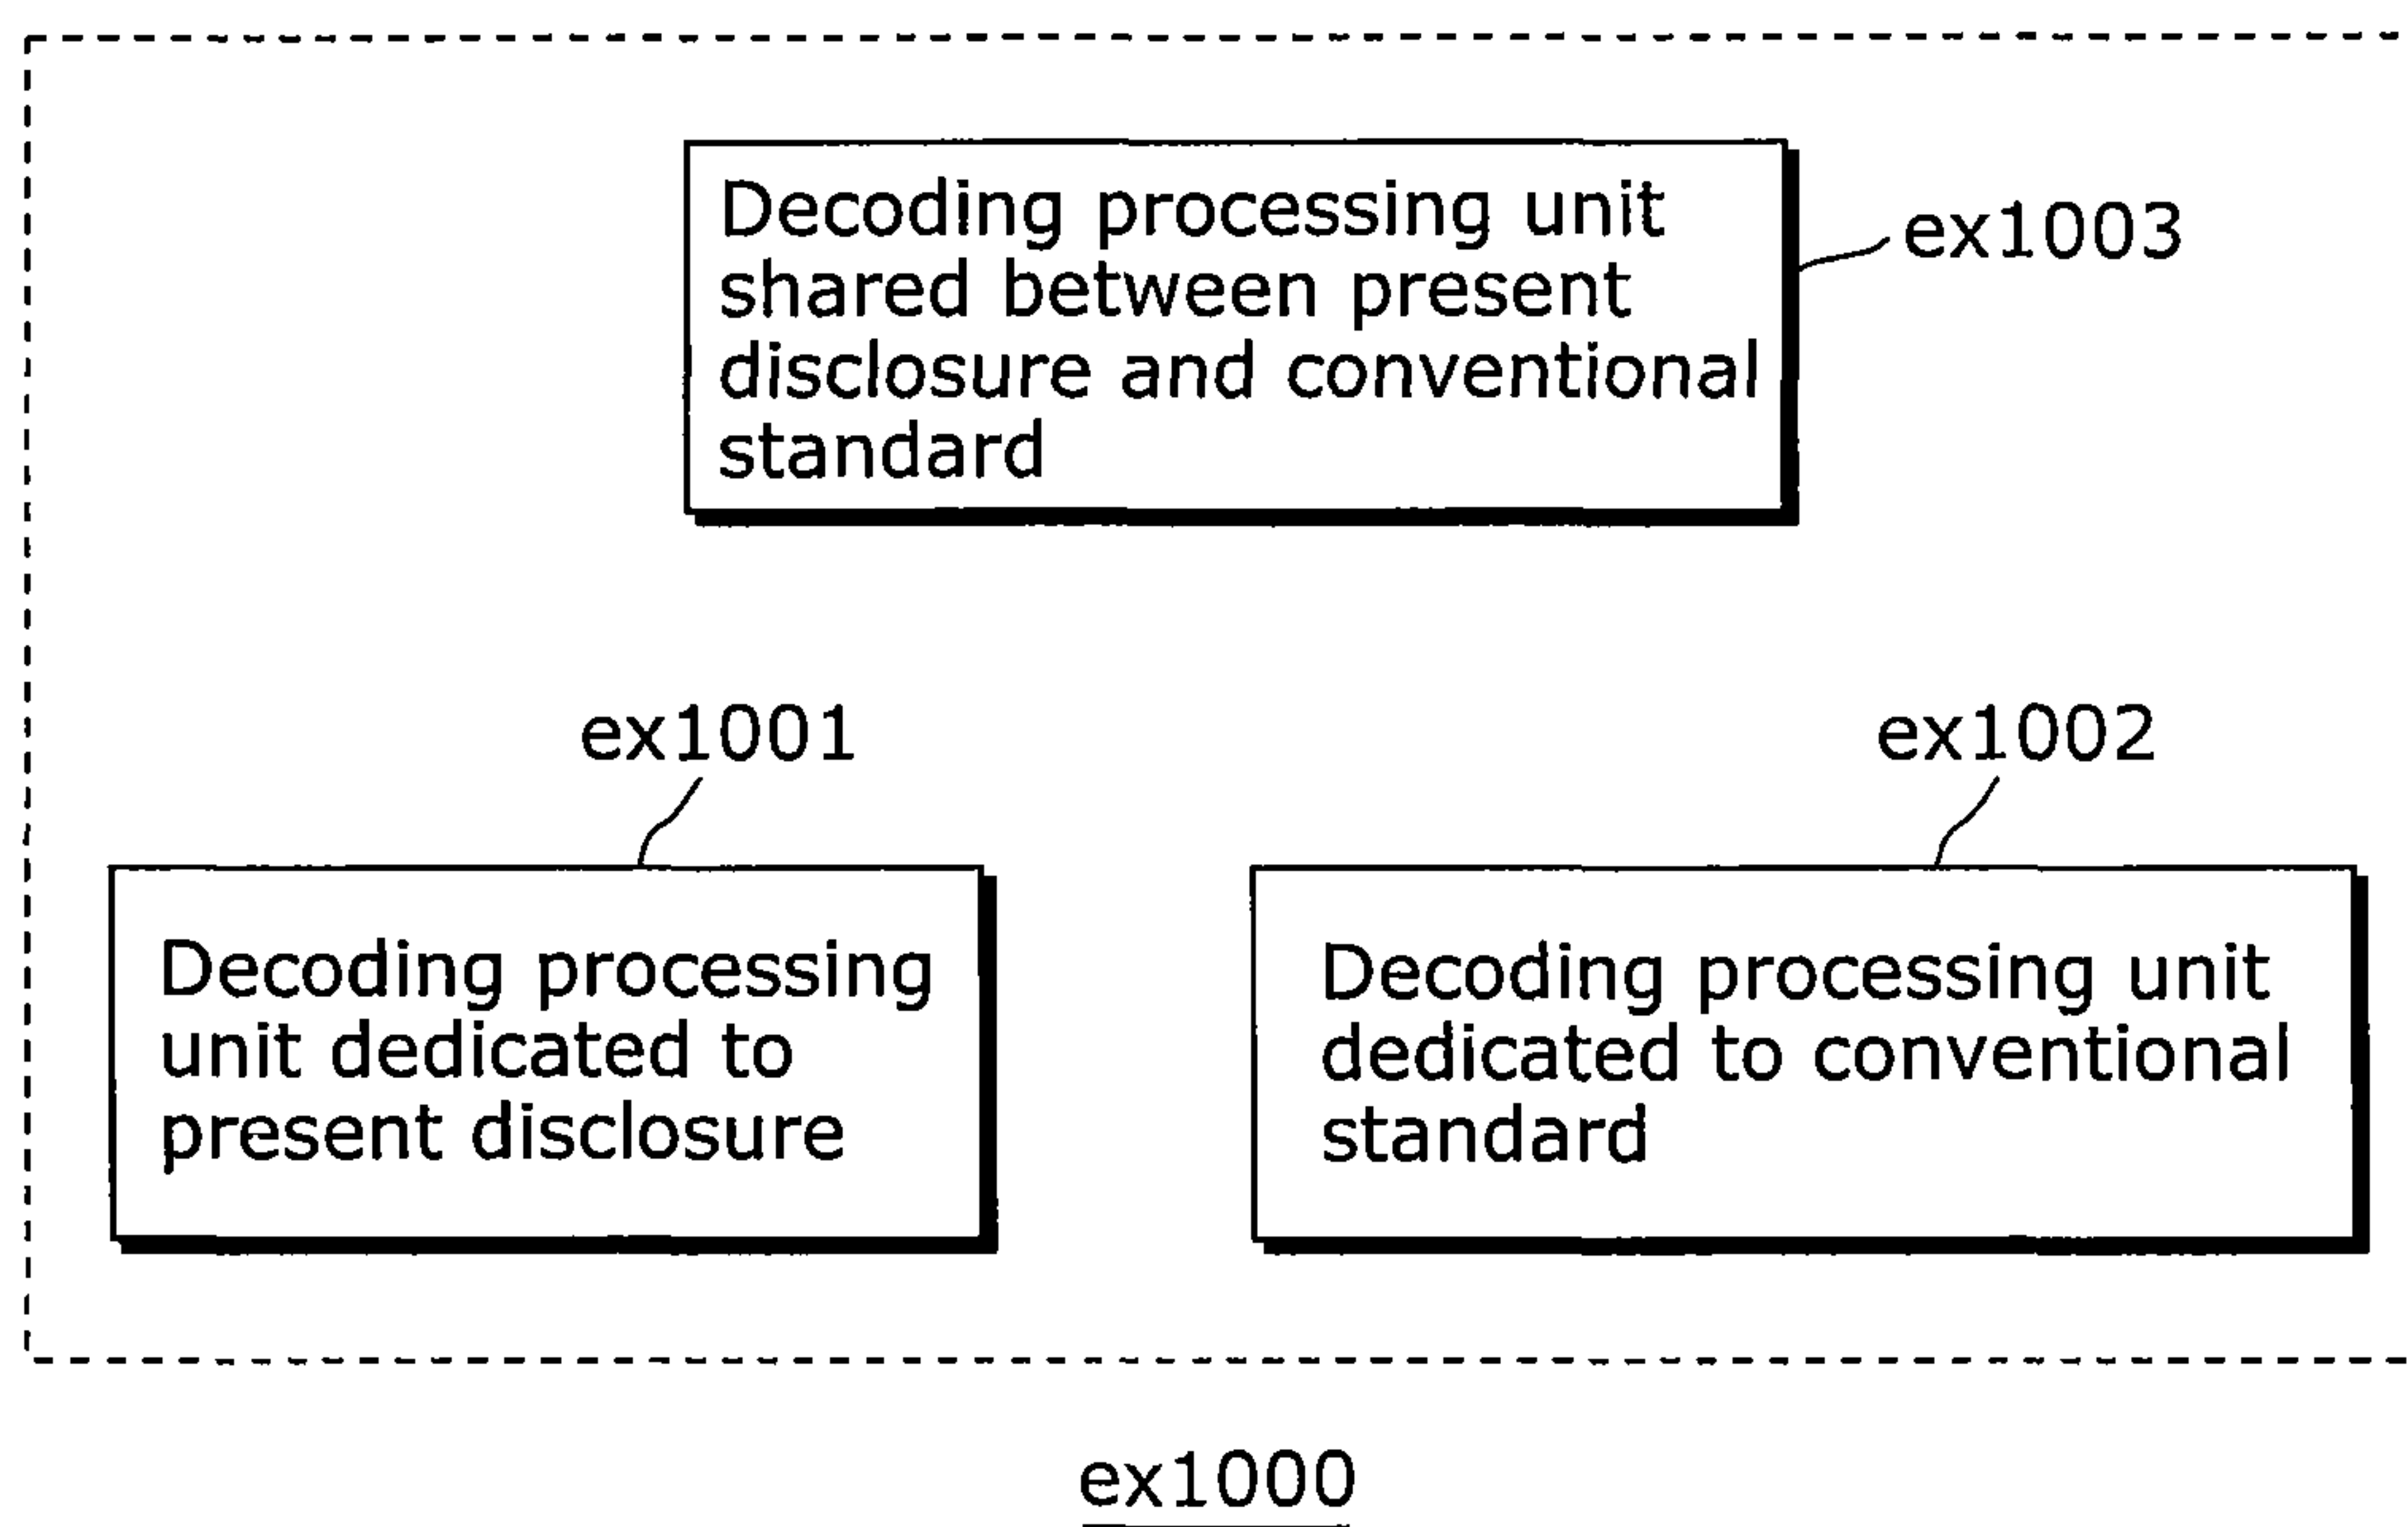 Decoding processing unit
shared between present
disclosure and conventional
standard
ex1003
ex1001
ex1002
Decoding processing
unit dedicated to
present disclosure
Decoding processing unit
dedicated to conventional
standard
ex1000